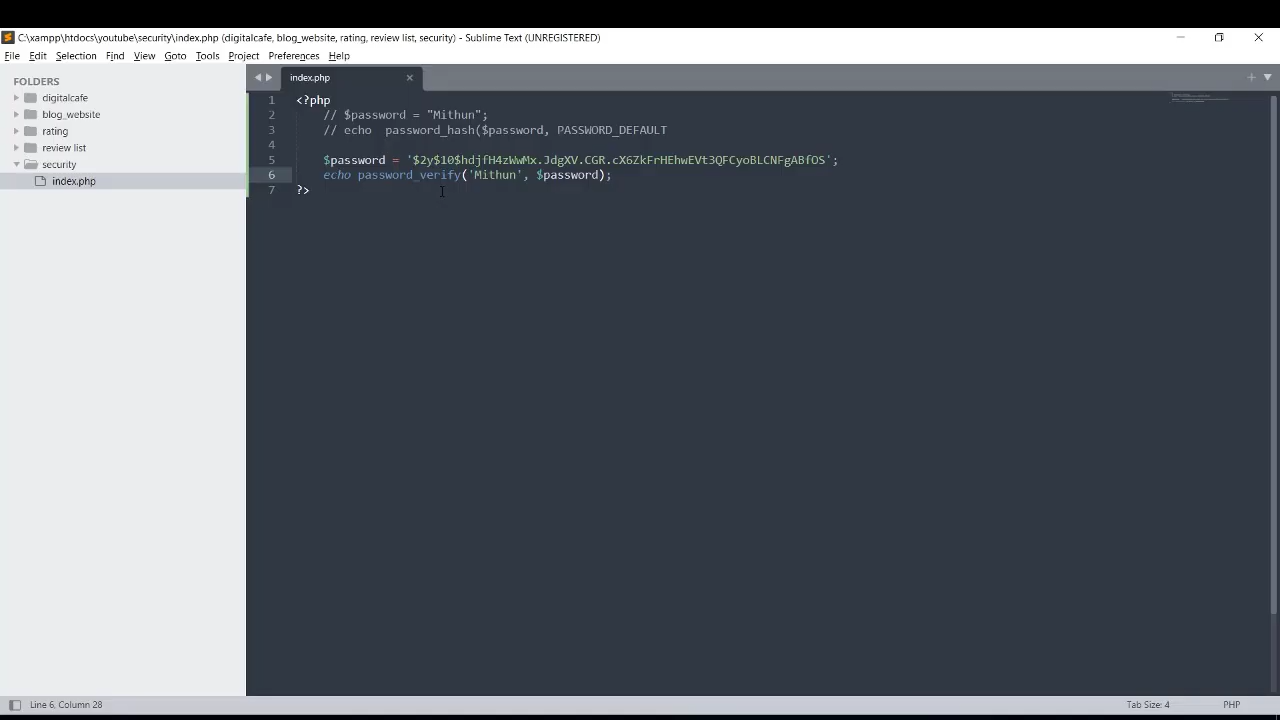 C:\xampp\htdocs\youtube\security\index.php (digitalcafe, blog_website, rating, review list, security) - Sublime Text (UNREGISTERED)
File Edit Selection Find View Goto Tools Project Preferences Help
FOLDERS
digitalcafe
blog_website
rating
review list
security
index.php
index.php
1 <?php
2 // $password = "Mithun";
3 // echo  password_hash($password, PASSWORD_DEFAULT
4
5 $password = '$2y$10$hdjfH4zWwMx.JdgXV.CGR.cX6ZkFrHEhwEVt3QFCyoBLCNFgABfOS';
6 echo password_verify('Mithun', $password);
7 ?>
Line 6, Column 28
Tab Size: 4
PHP